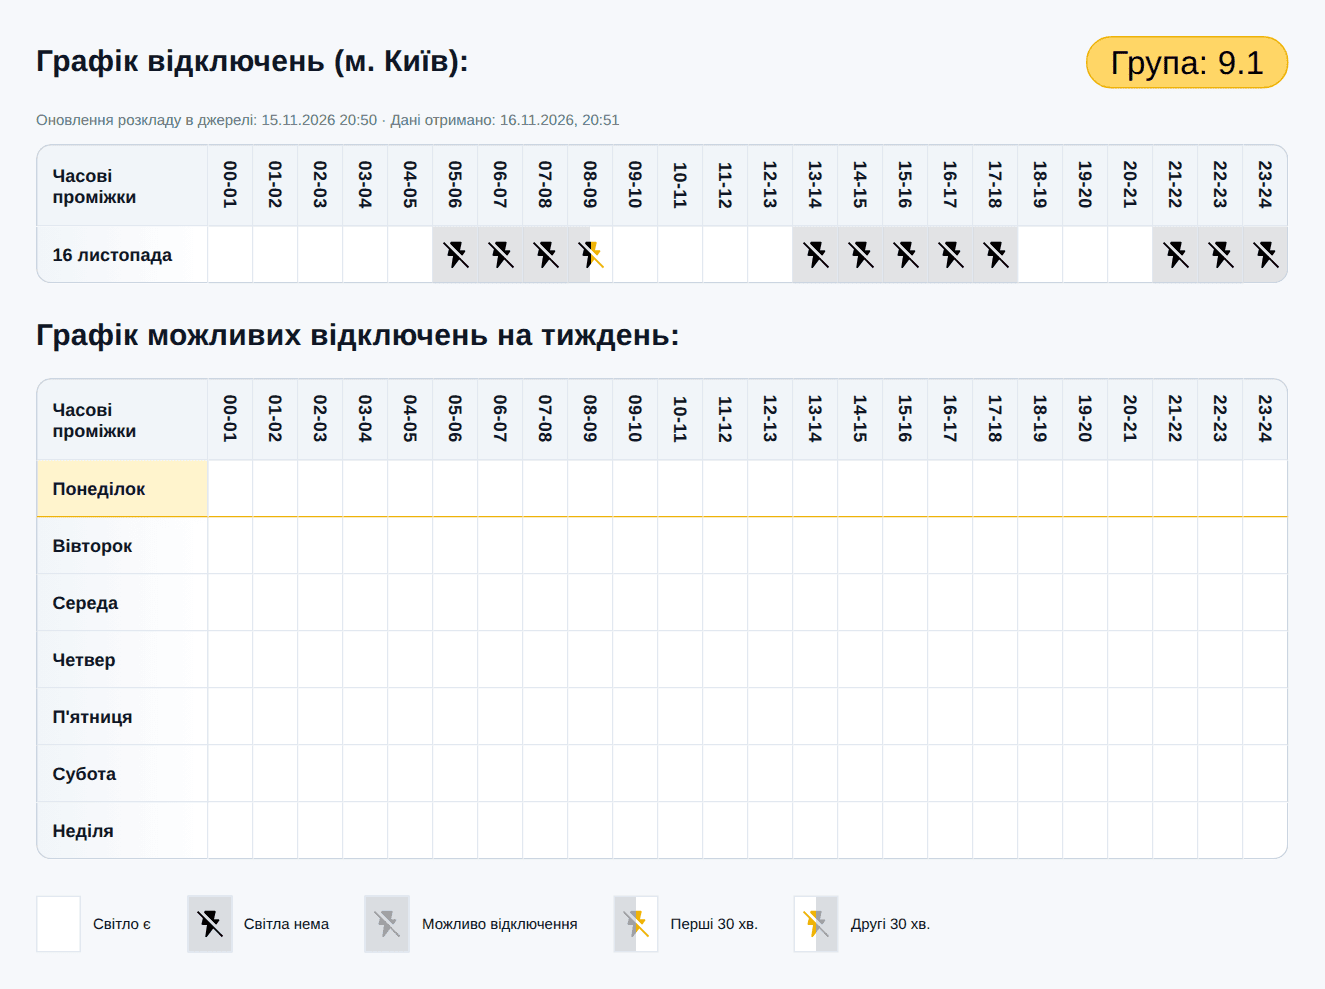 Графік відключень (м. Київ):
Група: 9.1
Оновлення розкладу в джерелі: 15.11.2026 20:50 · Дані отримано: 16.11.2026, 20:51
Часові
проміжки
00-01 01-02 02-03 03-04 04-05 05-06 06-07 07-08 08-09 09-10 10-11 11-12 12-13 13-14 14-15 15-16 16-17 17-18 18-19 19-20 20-21 21-22 22-23 23-24
16 листопада
Графік можливих відключень на тиждень:
Часові
проміжки
00-01 01-02 02-03 03-04 04-05 05-06 06-07 07-08 08-09 09-10 10-11 11-12 12-13 13-14 14-15 15-16 16-17 17-18 18-19 19-20 20-21 21-22 22-23 23-24
Понеділок
Вівторок
Середа
Четвер
П'ятниця
Субота
Неділя
Світло є
Світла нема
Можливо відключення
Перші 30 хв.
Другі 30 хв.